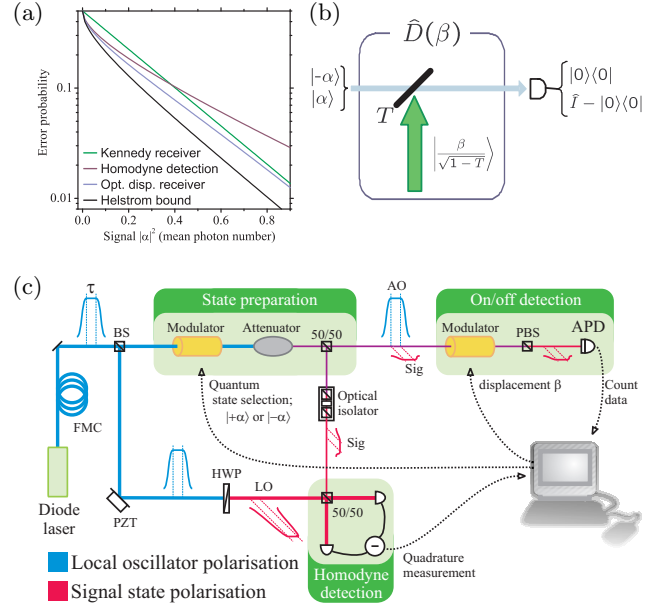 (a)
Error probability
0.1
0.01
Kennedy receiver
Homodyne detection
Opt. disp. receiver
Helstrom bound
0.0 0.2 0.4 0.6 0.8
Signal |α|² (mean photon number)
(b)
D̂(β)
|-α⟩
|α⟩
T
|β/√(1 − T)⟩
|0⟩⟨0|
Î − |0⟩⟨0|
(c)
τ
BS
FMC
Diode
laser
PZT
State preparation
Modulator
Attenuator
50/50
Quantum
state selection;
|+α⟩ or |−α⟩
Optical
isolator
Sig
AO
Sig
On/off detection
Modulator
PBS
APD
displacement β
Count
data
HWP
LO
50/50
−
Homodyne
detection
Quadrature
measurement
Local oscillator polarisation
Signal state polarisation